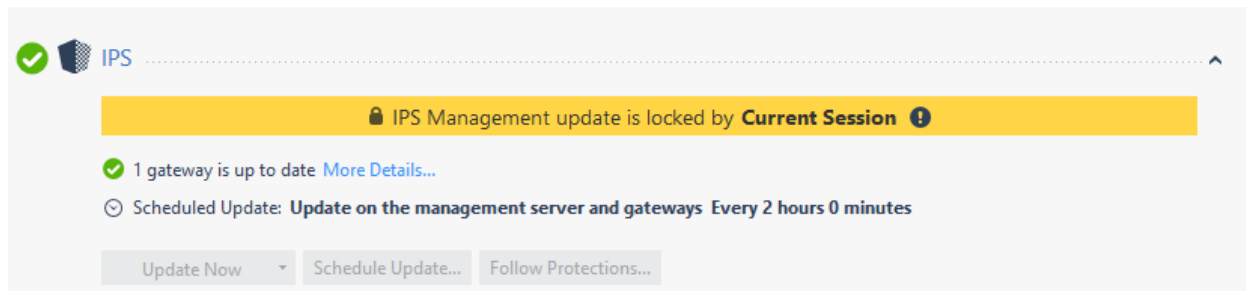 IPS
IPS Management update is locked by Current Session
1 gateway is up to date More Details...
Scheduled Update: Update on the management server and gateways Every 2 hours 0 minutes
Update Now Schedule Update... Follow Protections...